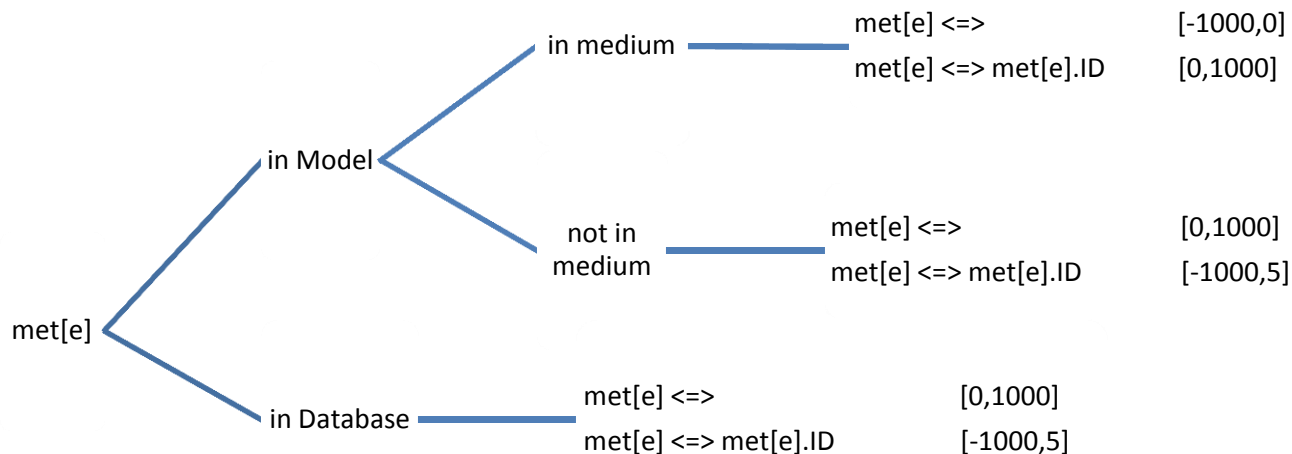 met[e] <=> [-1000,0]
in medium
met[e] <=> met[e].ID [0,1000]
in Model
met[e] <=> [0,1000]
not in
medium
met[e] <=> met[e].ID [-1000,5]
met[e]
met[e] <=> [0,1000]
in Database
met[e] <=> met[e].ID [-1000,5]